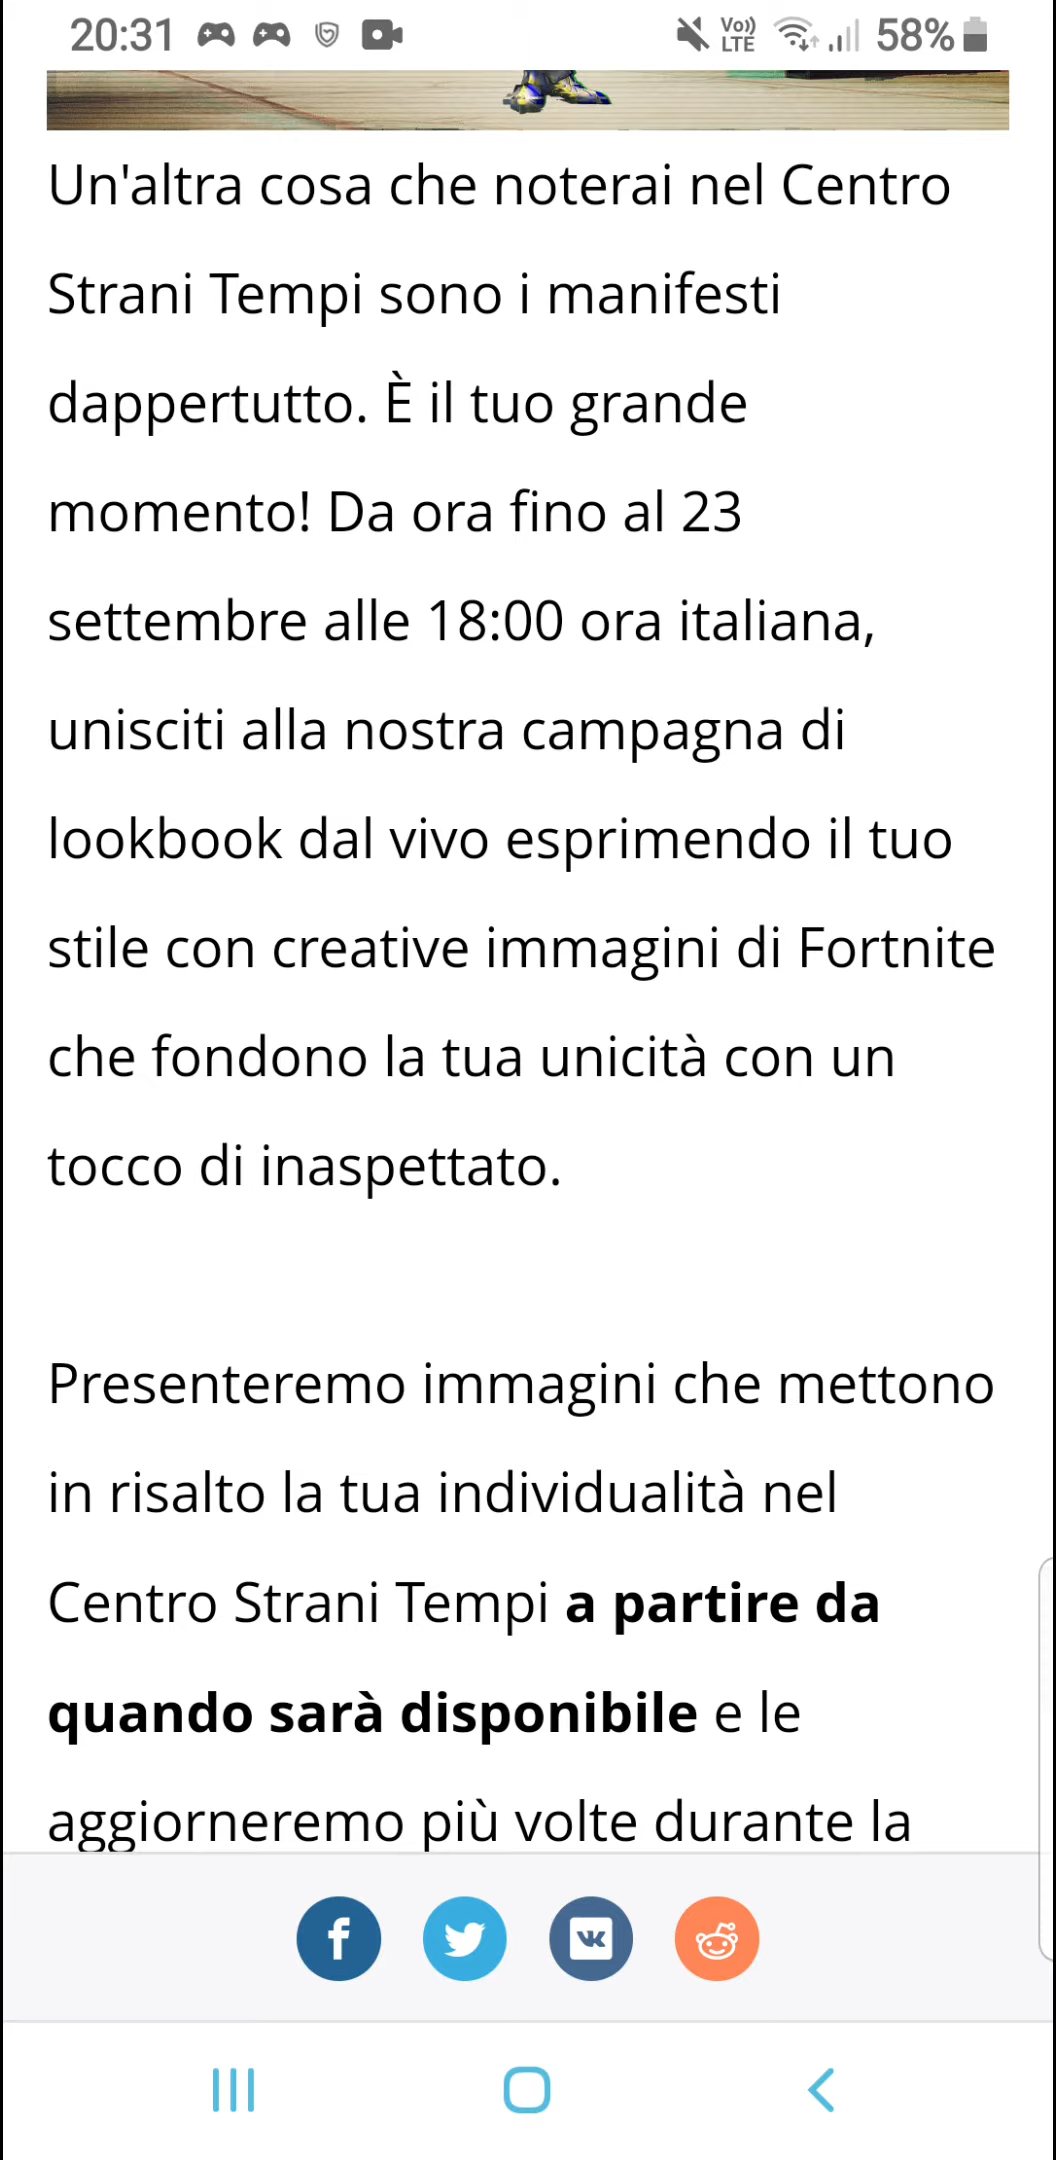 20:31
Vo)) LTE
58%
Un'altra cosa che noterai nel Centro
Strani Tempi sono i manifesti
dappertutto. È il tuo grande
momento! Da ora fino al 23
settembre alle 18:00 ora italiana,
unisciti alla nostra campagna di
lookbook dal vivo esprimendo il tuo
stile con creative immagini di Fortnite
che fondono la tua unicità con un
tocco di inaspettato.
Presenteremo immagini che mettono
in risalto la tua individualità nel
Centro Strani Tempi a partire da
quando sarà disponibile e le
aggiorneremo più volte durante la